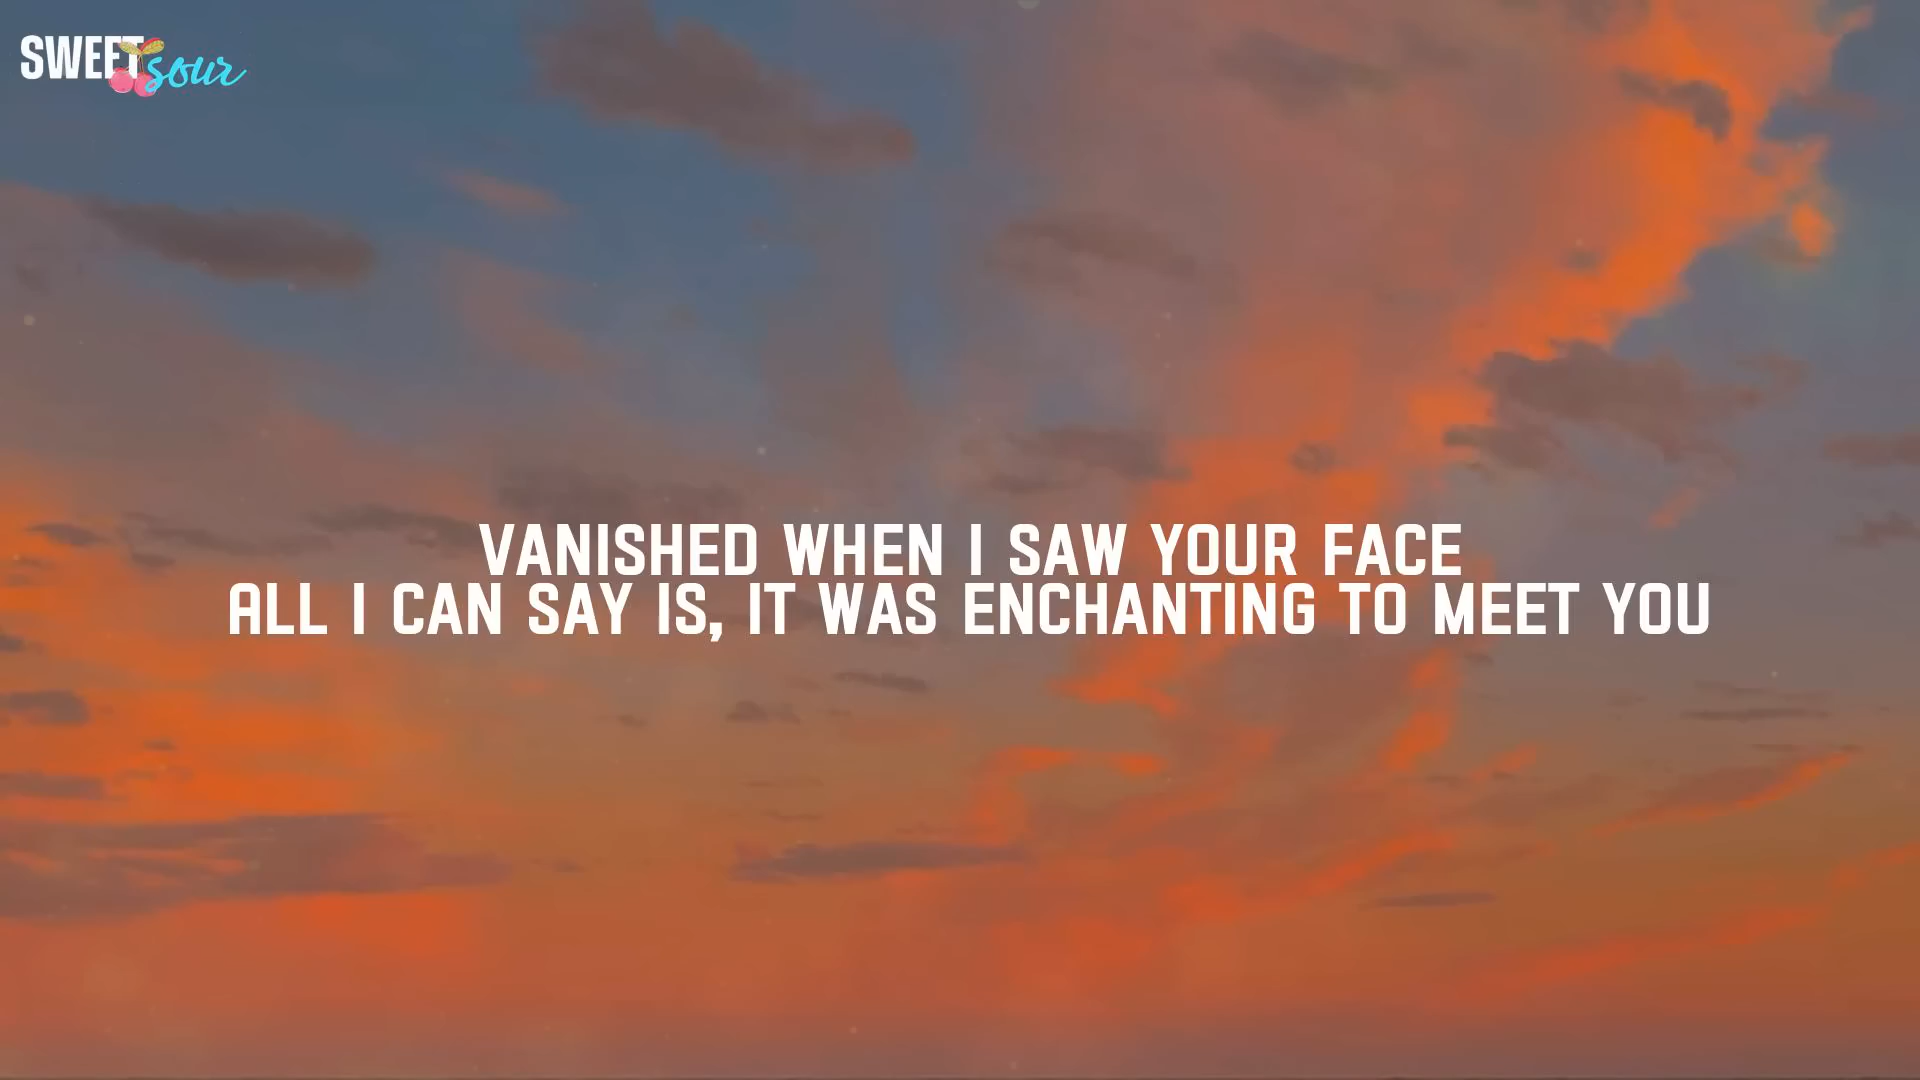 SWEET sour
VANISHED WHEN I SAW YOUR FACE
ALL I CAN SAY IS, IT WAS ENCHANTING TO MEET YOU